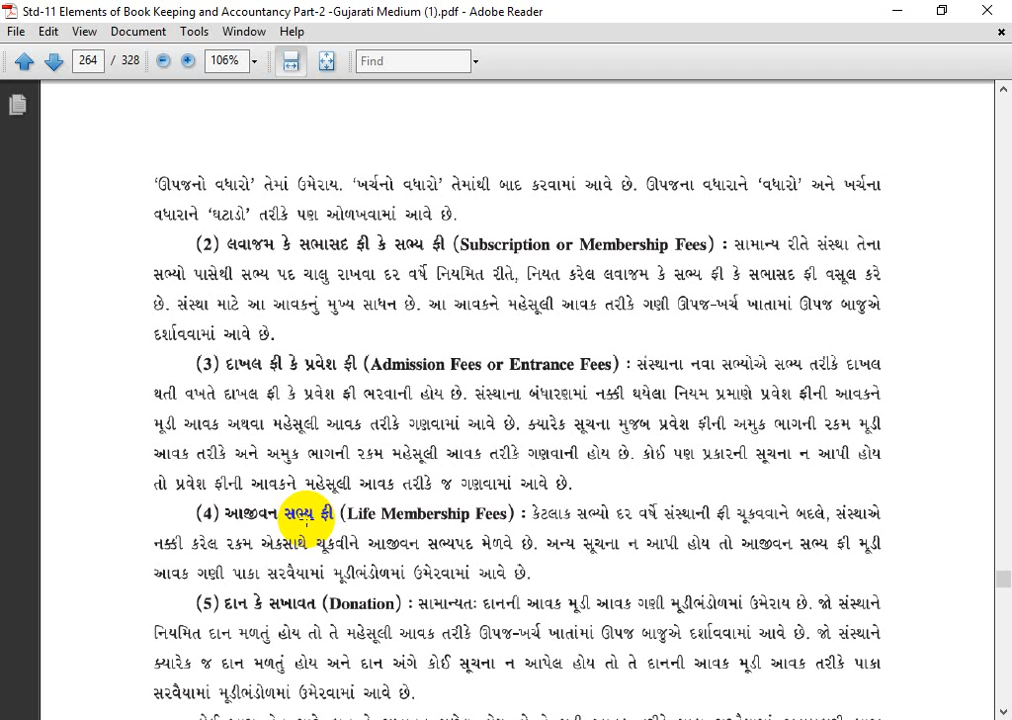 Std-11 Elements of Book Keeping and Accountancy Part-2 -Gujarati Medium (1).pdf - Adobe Reader
File Edit View Document Tools Window Help
264 / 328 106% Find
'ઊપજનો વધારો' તેમાં ઉમેરાય. 'ખર્ચનો વધારો' તેમાંથી બાદ કરવામાં આવે છે. ઊપજના વધારાને 'વધારો' અને ખર્ચના
વધારાને 'ઘટાડો' તરીકે પણ ઓળખવામાં આવે છે.
(2) લવાજમ કે સભાસદ ફી કે સભ્ય ફી (Subscription or Membership Fees) : સામાન્ય રીતે સંસ્થા તેના
સભ્યો પાસેથી સભ્ય પદ ચાલુ રાખવા દર વર્ષે નિયમિત રીતે, નિયત કરેલ લવાજમ કે સભ્ય ફી કે સભાસદ ફી વસૂલ કરે
છે. સંસ્થા માટે આ આવકનું મુખ્ય સાધન છે. આ આવકને મહેસૂલી આવક તરીકે ગણી ઊપજ-ખર્ચ ખાતામાં ઊપજ બાજુએ
દર્શાવવામાં આવે છે.
(3) દાખલ ફી કે પ્રવેશ ફી (Admission Fees or Entrance Fees) : સંસ્થાના નવા સભ્યોએ સભ્ય તરીકે દાખલ
થતી વખતે દાખલ ફી કે પ્રવેશ ફી ભરવાની હોય છે. સંસ્થાના બંધારણમાં નક્કી થયેલા નિયમ પ્રમાણે પ્રવેશ ફીની આવકને
મૂડી આવક અથવા મહેસૂલી આવક તરીકે ગણવામાં આવે છે. ક્યારેક સૂચના મુજબ પ્રવેશ ફીની અમુક ભાગની રકમ મૂડી
આવક તરીકે અને અમુક ભાગની રકમ મહેસૂલી આવક તરીકે ગણવાની હોય છે. કોઈ પણ પ્રકારની સૂચના ન આપી હોય
તો પ્રવેશ ફીની આવકને મહેસૂલી આવક તરીકે જ ગણવામાં આવે છે.
(4) આજીવન સભ્ય ફી (Life Membership Fees) : કેટલાક સભ્યો દર વર્ષે સંસ્થાની ફી ચૂકવવાને બદલે, સંસ્થાએ
નક્કી કરેલ રકમ એકસાથે ચૂકવીને આજીવન સભ્યપદ મેળવે છે. અન્ય સૂચના ન આપી હોય તો આજીવન સભ્ય ફી મૂડી
આવક ગણી પાકા સરવૈયામાં મૂડીભંડોળમાં ઉમેરવામાં આવે છે.
(5) દાન કે સખાવત (Donation) : સામાન્યતઃ દાનની આવક મૂડી આવક ગણી મૂડીભંડોળમાં ઉમેરાય છે. જો સંસ્થાને
નિયમિત દાન મળતું હોય તો તે મહેસૂલી આવક તરીકે ઊપજ-ખર્ચ ખાતાંમાં ઊપજ બાજુએ દર્શાવવામાં આવે છે. જો સંસ્થાને
ક્યારેક જ દાન મળતું હોય અને દાન અંગે કોઈ સૂચના ન આપેલ હોય તો તે દાનની આવક મૂડી આવક તરીકે પાકા
સરવૈયામાં મૂડીભંડોળમાં ઉમેરવામાં આવે છે.